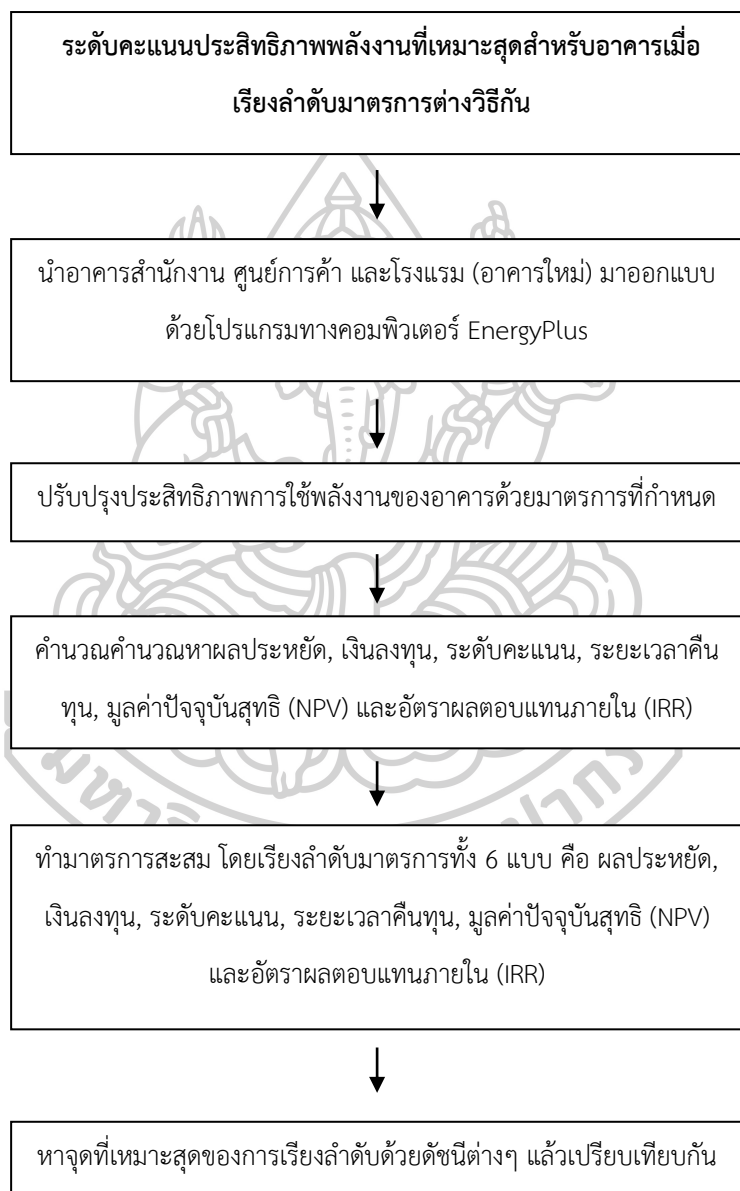 ระดับคะแนนประสิทธิภาพพลังงานที่เหมาะสุดสำหรับอาคารเมื่อ
เรียงลำดับมาตรการต่างวิธีกัน
นำอาคารสำนักงาน ศูนย์การค้า และโรงแรม (อาคารใหม่) มาออกแบบ
ด้วยโปรแกรมทางคอมพิวเตอร์ EnergyPlus
ปรับปรุงประสิทธิภาพการใช้พลังงานของอาคารด้วยมาตรการที่กำหนด
คำนวณคำนวณหาผลประหยัด, เงินลงทุน, ระดับคะแนน, ระยะเวลาคืน
ทุน, มูลค่าปัจจุบันสุทธิ (NPV) และอัตราผลตอบแทนภายใน (IRR)
ทำมาตรการสะสม โดยเรียงลำดับมาตรการทั้ง 6 แบบ คือ ผลประหยัด,
เงินลงทุน, ระดับคะแนน, ระยะเวลาคืนทุน, มูลค่าปัจจุบันสุทธิ (NPV)
และอัตราผลตอบแทนภายใน (IRR)
หาจุดที่เหมาะสุดของการเรียงลำดับด้วยดัชนีต่างๆ แล้วเปรียบเทียบกัน